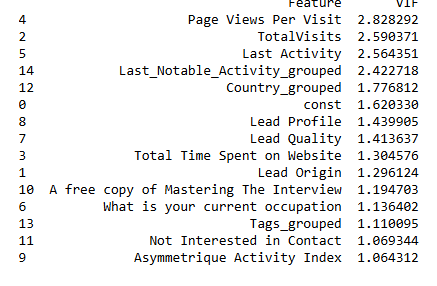 Feature VIF
4 Page Views Per Visit 2.828292
2 TotalVisits 2.590371
5 Last Activity 2.564351
14 Last_Notable_Activity_grouped 2.422718
12 Country_grouped 1.776812
0 const 1.620330
8 Lead Profile 1.439905
7 Lead Quality 1.413637
3 Total Time Spent on Website 1.304576
1 Lead Origin 1.296124
10 A free copy of Mastering The Interview 1.194703
6 What is your current occupation 1.136402
13 Tags_grouped 1.110095
11 Not Interested in Contact 1.069344
9 Asymmetrique Activity Index 1.064312